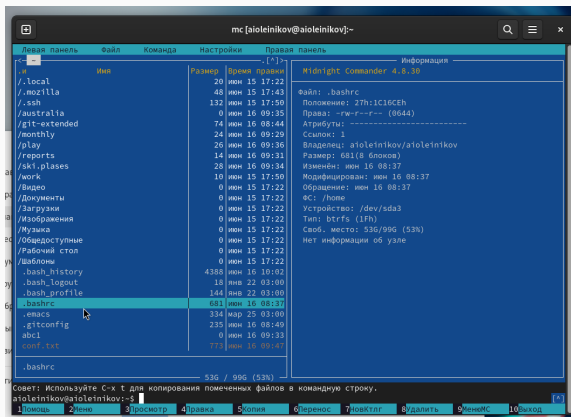 mc [aioleinikov@aioleinikov]:~
Левая панель Файл Команда Настройки Правая панель
.[^]> Информация
.и Имя Размер Время правки Midnight Commander 4.8.30
/.local 20 июн 15 17:22
/.mozilla 48 июн 15 17:43 Файл: .bashrc
/.ssh 132 июн 15 17:50 Положение: 27h:1C16CEh
/australia 0 июн 16 09:35 Права: -rw-r--r-- (0644)
/git-extended 74 июн 16 08:44 Атрибуты: ----------------------
/monthly 24 июн 16 09:29 Ссылок: 1
/play 26 июн 16 09:36 Владелец: aioleinikov/aioleinikov
/reports 14 июн 16 09:31 Размер: 681(8 блоков)
/ski.plases 28 июн 16 09:34 Изменён: июн 16 08:37
/work 10 июн 15 17:50 Модифицирован: июн 16 08:37
/Видео 0 июн 15 17:22 Обращение: июн 16 08:37
/Документы 0 июн 15 17:22 ФС: /home
/Загрузки 0 июн 15 17:22 Устройство: /dev/sda3
/Изображения 0 июн 15 17:22 Тип: btrfs (1Fh)
/Музыка 0 июн 15 17:22 Своб. место: 53G/99G (53%)
/Общедоступные 0 июн 15 17:22 Нет информации об узле
/Рабочий стол 0 июн 15 17:22
/Шаблоны 0 июн 15 17:22
.bash_history 4388 июн 16 10:02
.bash_logout 18 янв 22 03:00
.bash_profile 144 янв 22 03:00
.bashrc 681 июн 16 08:37
.emacs 334 мар 25 03:00
.gitconfig 235 июн 16 08:49
abc1 0 июн 16 09:33
conf.txt 773 июн 16 09:47
.bashrc
53G / 99G (53%)
Совет: Используйте C-x t для копирования помеченных файлов в командную строку.
aioleinikov@aioleinikov:~$ [^]
1Помощь 2Меню 3Просмотр 4Правка 5Копия 6Перенос 7НовКтлг 8Удалить 9МенюMC 10Выход